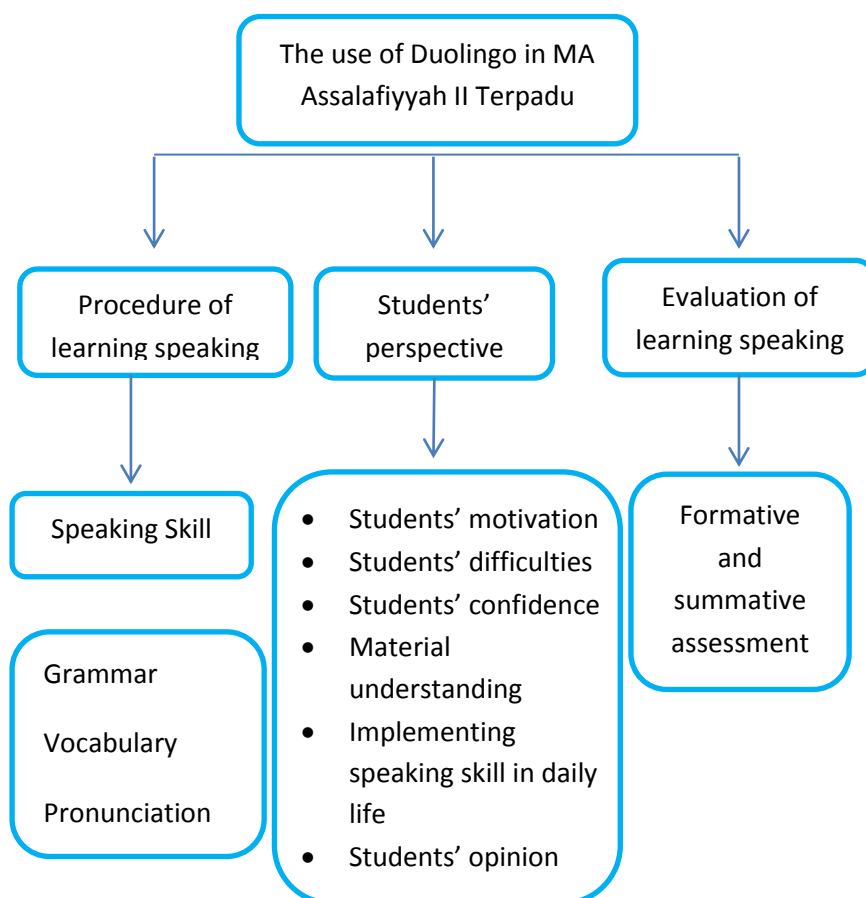 The use of Duolingo in MA
Assalafiyyah II Terpadu
Procedure of
learning speaking
Students’
perspective
Evaluation of
learning speaking
Speaking Skill
Grammar
Vocabulary
Pronunciation
• Students’ motivation
• Students’ difficulties
• Students’ confidence
• Material
understanding
• Implementing
speaking skill in daily
life
• Students’ opinion
Formative
and
summative
assessment